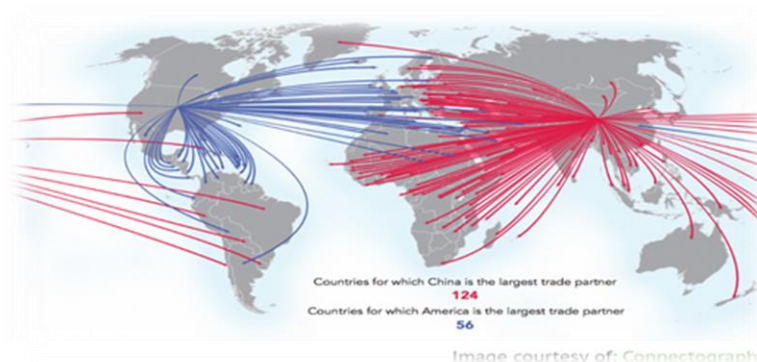 Countries for which China is the largest trade partner
124
Countries for which America is the largest trade partner
56
Image courtesy of: Connectograph